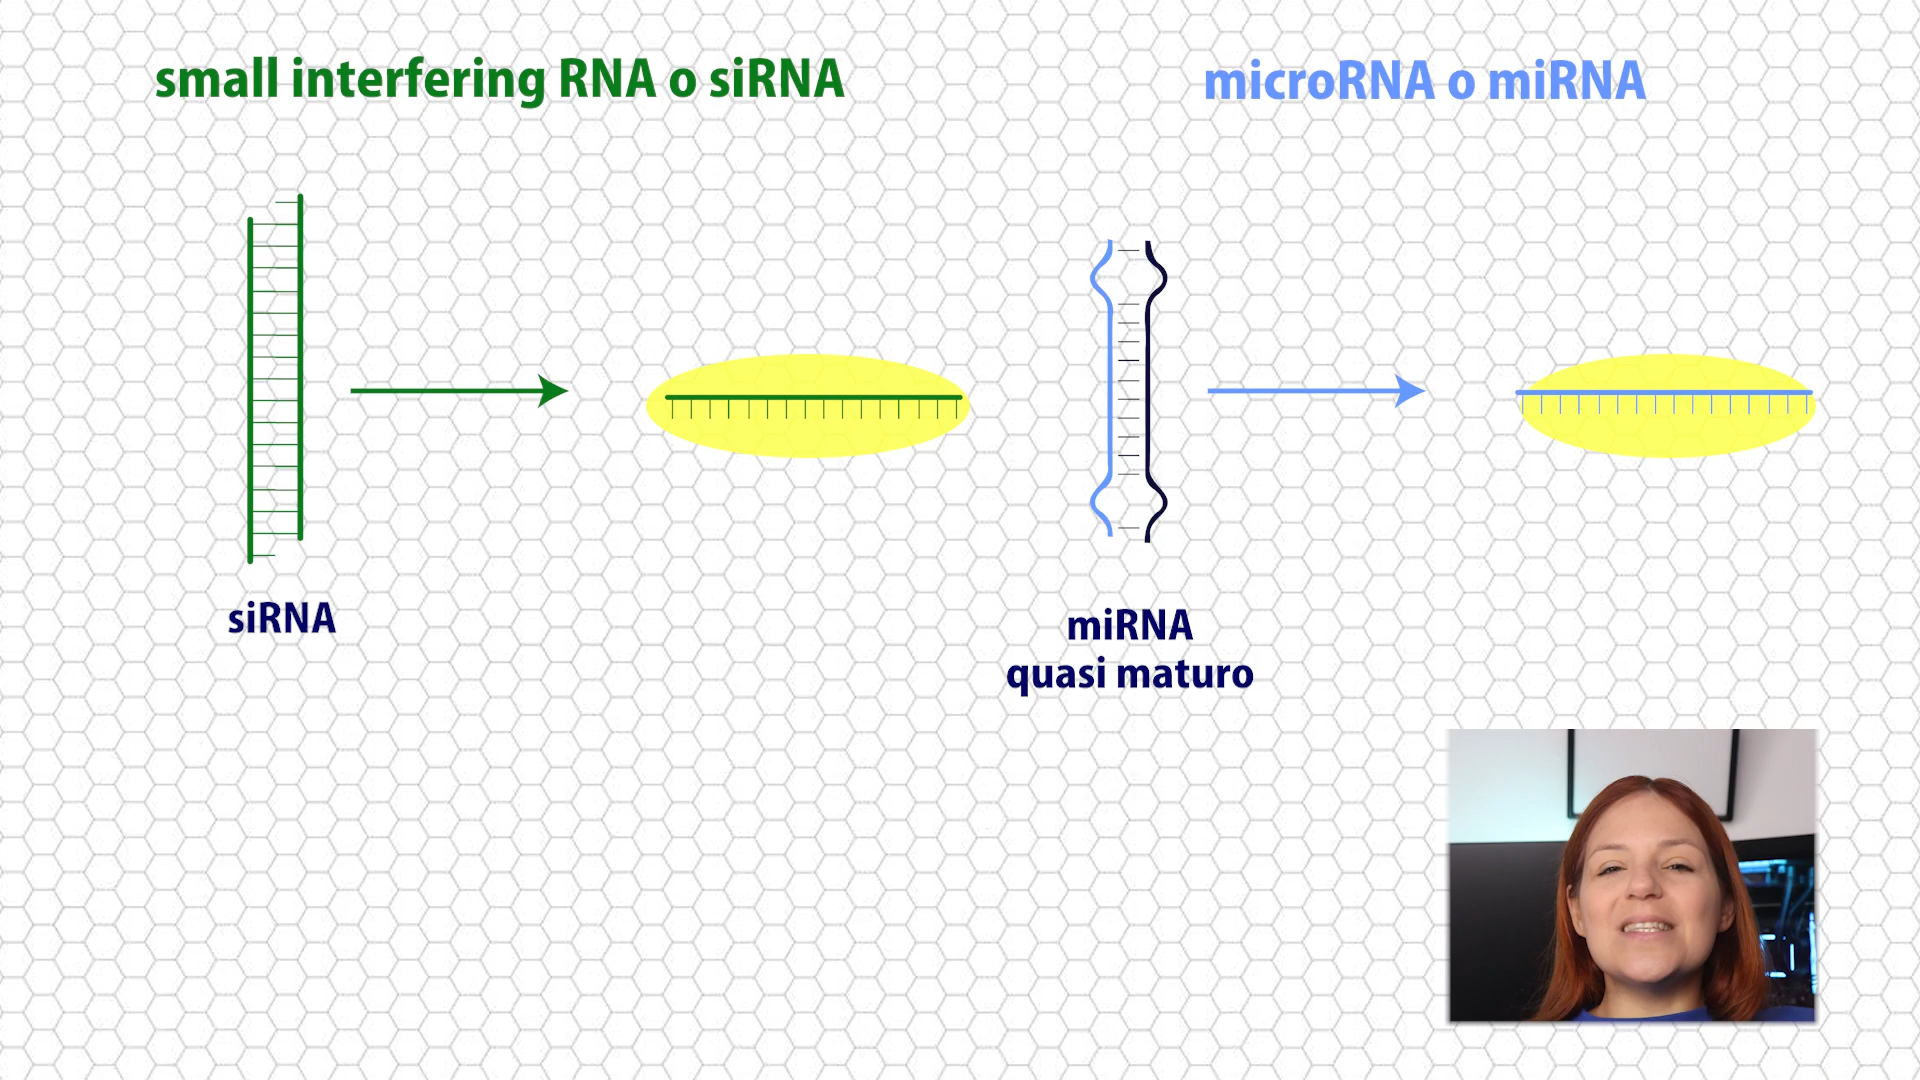 small interfering RNA o siRNA
microRNA o miRNA
siRNA
miRNA
quasi maturo